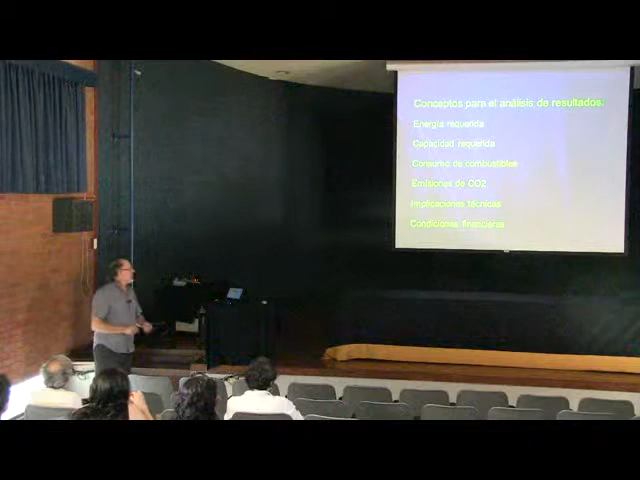 Conceptos para el análisis de resultados:
Energía requerida
Capacidad requerida
Consumo de combustibles
Emisiones de CO2
Implicaciones técnicas
Condiciones financieras